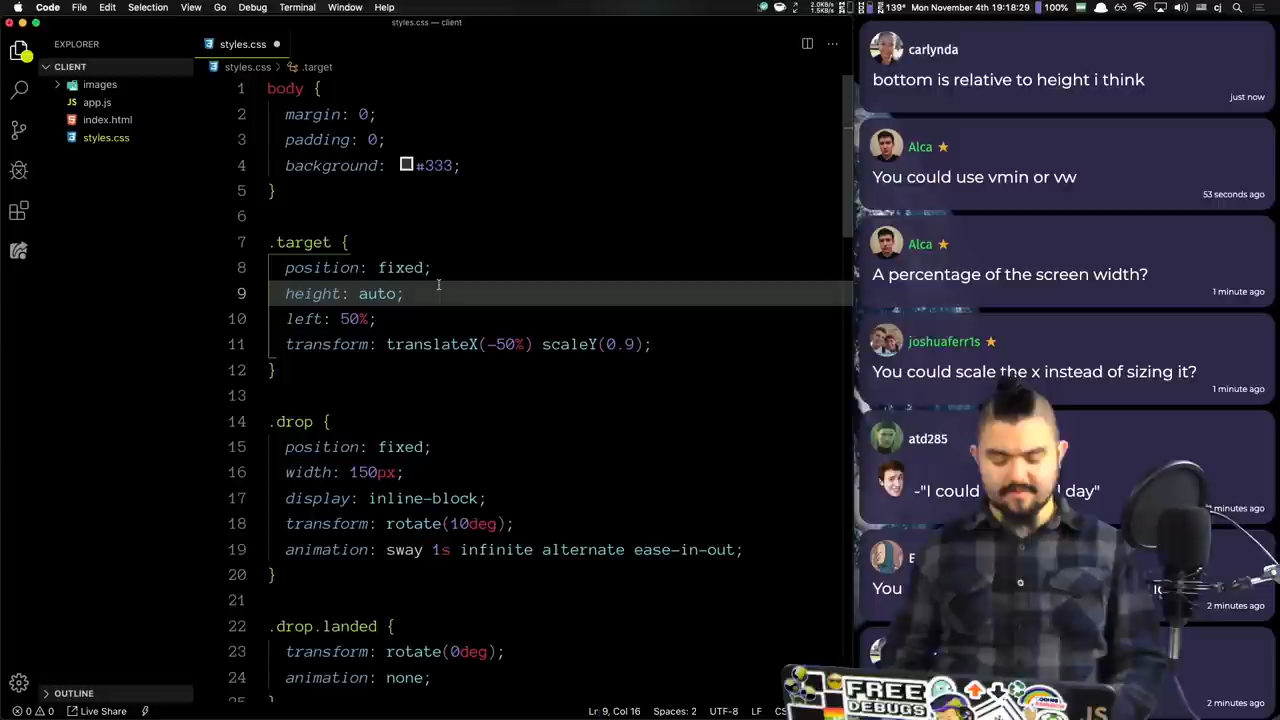 Code File Edit Selection View Go Debug Terminal Window Help
139° Mon November 4th 19:18:29 100% cj
styles.css — client
EXPLORER
CLIENT
images
app.js
index.html
styles.css
OUTLINE
styles.css
styles.css .target
1 body {
2 margin: 0;
3 padding: 0;
4 background: #333;
5 }
6
7 .target {
8 position: fixed;
9 height: auto;
10 left: 50%;
11 transform: translateX(-50%) scaleY(0.9);
12 }
13
14 .drop {
15 position: fixed;
16 width: 150px;
17 display: inline-block;
18 transform: rotate(10deg);
19 animation: sway 1s infinite alternate ease-in-out;
20 }
21
22 .drop.landed {
23 transform: rotate(0deg);
24 animation: none;
25 }
0 0 Live Share
Ln 9, Col 16 Spaces: 2 UTF-8 LF CS
carlynda
bottom is relative to height i think
just now
Alca
You could use vmin or vw
53 seconds ago
Alca
A percentage of the screen width?
1 minute ago
joshuaferr1s
You could scale the x instead of sizing it?
1 minute ago
atd285
-"I could day"
minutes ago
You
2 minutes ago
2 minutes ago
FREE
DEBUGS
JS